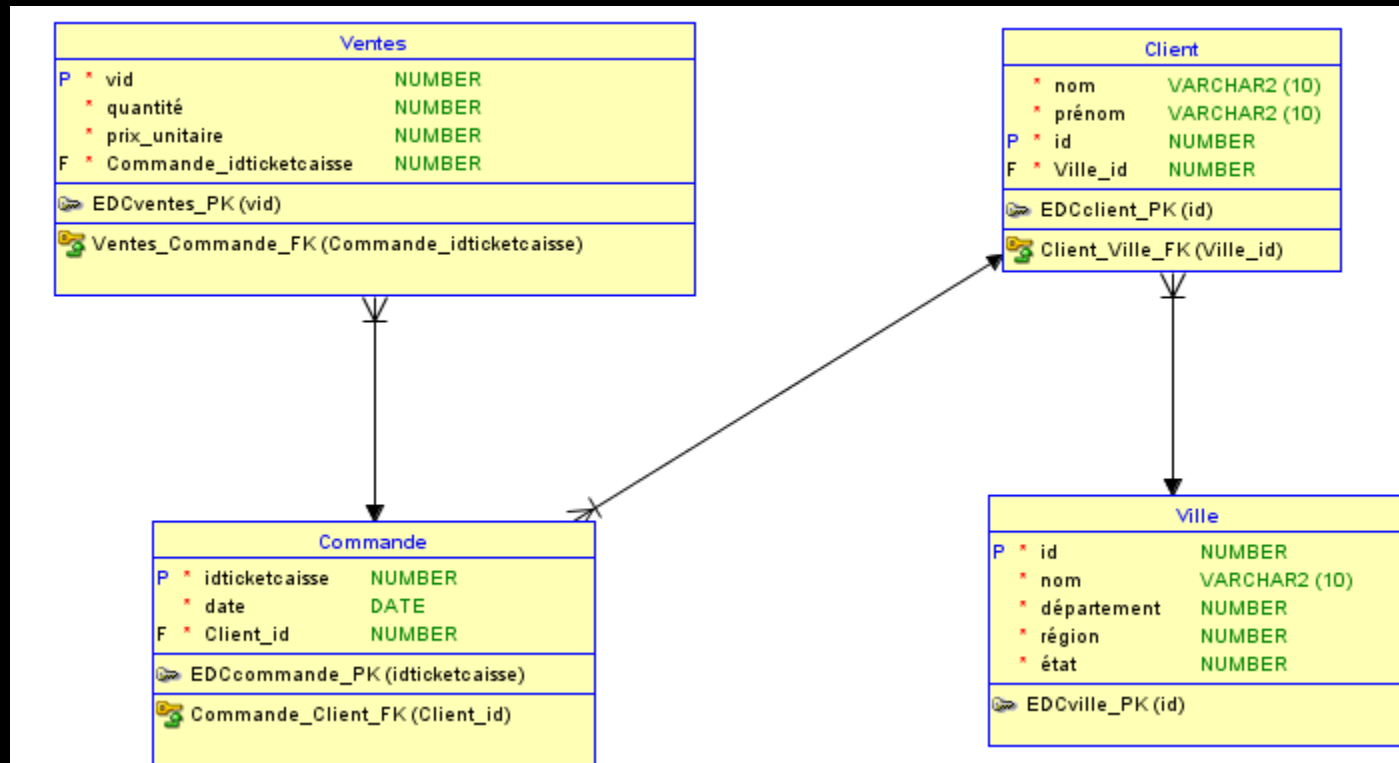 Ventes
P * vid NUMBER
* quantité NUMBER
* prix_unitaire NUMBER
F * Commande_idticketcaisse NUMBER
EDCventes_PK (vid)
Ventes_Commande_FK (Commande_idticketcaisse)
Client
* nom VARCHAR2 (10)
* prénom VARCHAR2 (10)
P * id NUMBER
F * Ville_id NUMBER
EDCclient_PK (id)
Client_Ville_FK (Ville_id)
Commande
P * idticketcaisse NUMBER
* date DATE
F * Client_id NUMBER
EDCcommande_PK (idticketcaisse)
Commande_Client_FK (Client_id)
Ville
P * id NUMBER
* nom VARCHAR2 (10)
* département NUMBER
* région NUMBER
* état NUMBER
EDCville_PK (id)